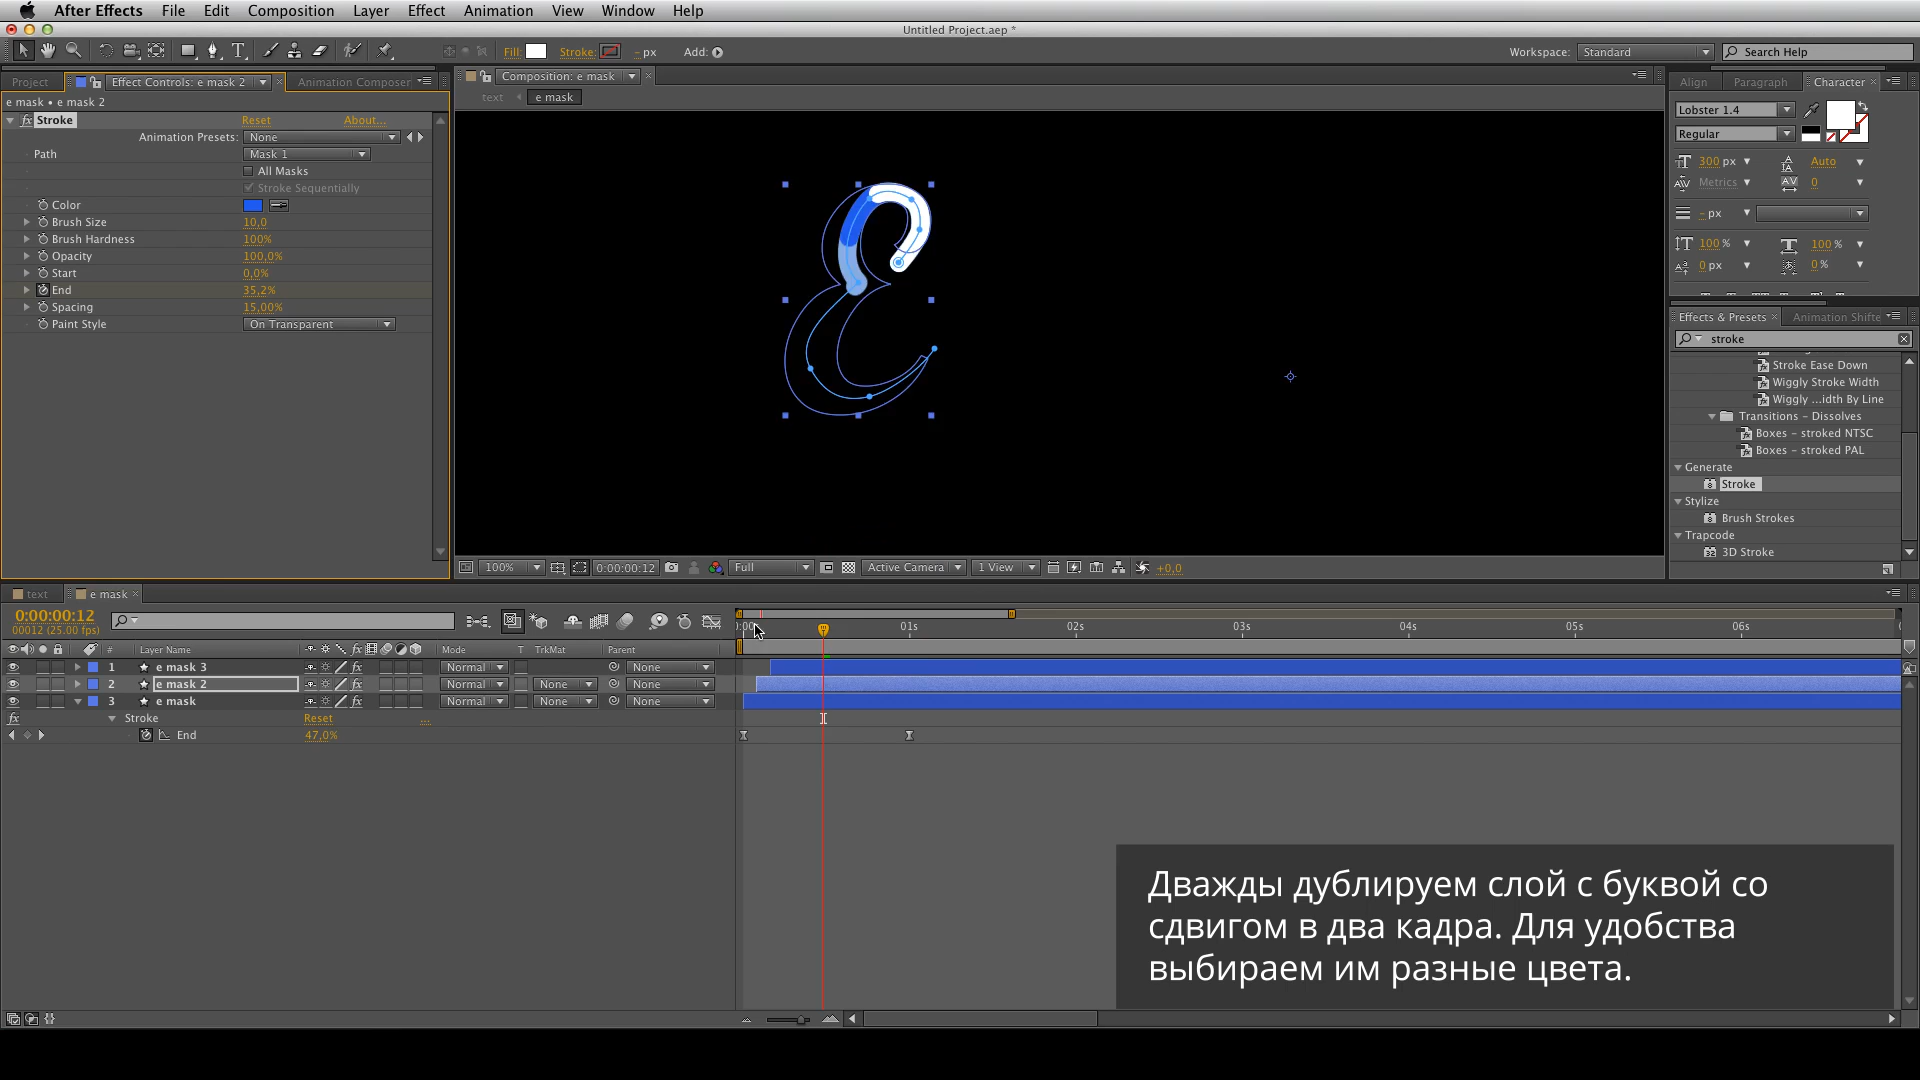 After Effects File Edit Composition Layer Effect Animation View Window Help
Untitled Project.aep *
Fill: Stroke: - px Add:
Workspace: Standard Search Help
Project Effect Controls: e mask 2 Animation Composer
e mask • e mask 2
Stroke Reset About...
Animation Presets: None
Path Mask 1
All Masks
Stroke Sequentially
Color
Brush Size 10,0
Brush Hardness 100%
Opacity 100,0%
Start 0,0%
End 35,2%
Spacing 15,00%
Paint Style On Transparent
Composition: e mask
text e mask
100% 0:00:00:12 Full Active Camera 1 View +0,0
Align Paragraph Character
Lobster 1.4
Regular
300 px Auto
Metrics 0
- px
100 % 100 %
0 px 0 %
Effects & Presets Animation Shifte
stroke
Stroke Ease Down
Wiggly Stroke Width
Wiggly ...idth By Line
Transitions – Dissolves
Boxes – stroked NTSC
Boxes – stroked PAL
Generate
Stroke
Stylize
Brush Strokes
Trapcode
3D Stroke
text e mask
0:00:00:12
00012 (25.00 fps)
01s 02s 03s 04s 05s 06s
# Layer Name Mode T TrkMat Parent
1 e mask 3 Normal None
2 e mask 2 Normal None None
3 e mask Normal None None
Stroke Reset ...
End 47,0%
Дважды дублируем слой с буквой со
сдвигом в два кадра. Для удобства
выбираем им разные цвета.